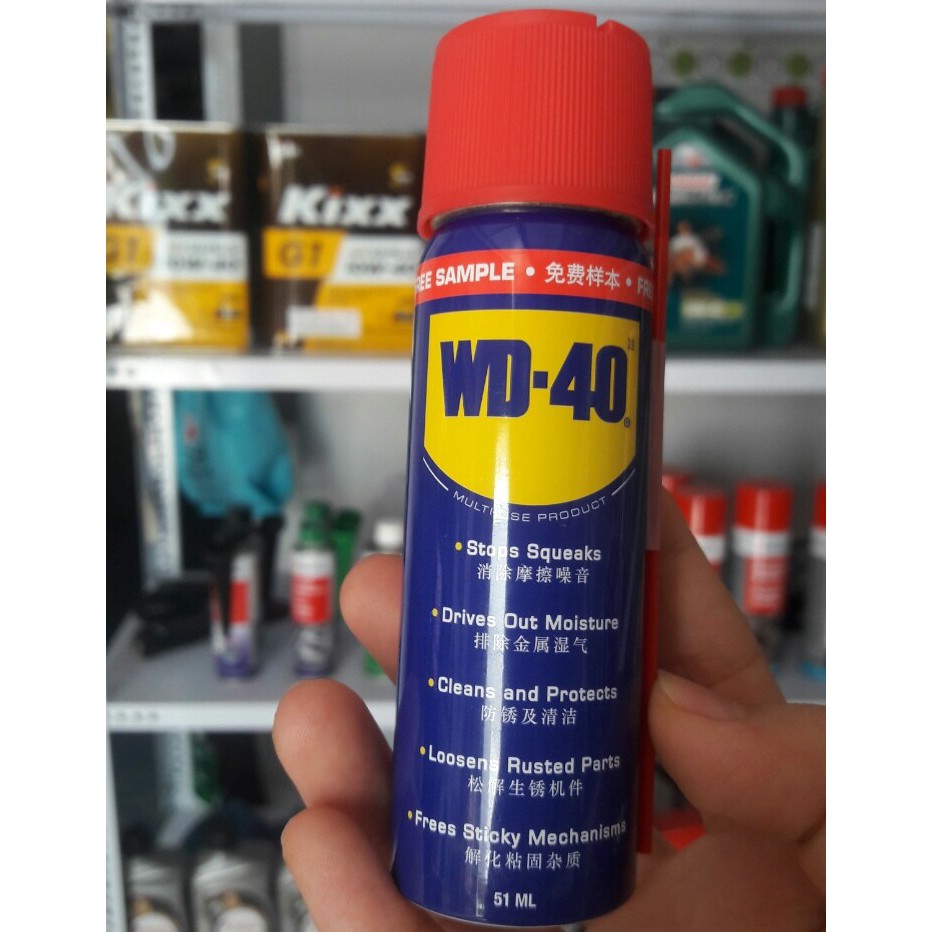 Kixx
G1
Kixx
G1
FREE SAMPLE • 免费样本 •
WD-40
MULTI-USE PRODUCT
• Stops Squeaks
消除摩擦噪音
• Drives Out Moisture
排除金属湿气
• Cleans and Protects
防锈及清洁
• Loosens Rusted Parts
松解生锈机件
• Frees Sticky Mechanisms
解化粘固杂质
51 ML